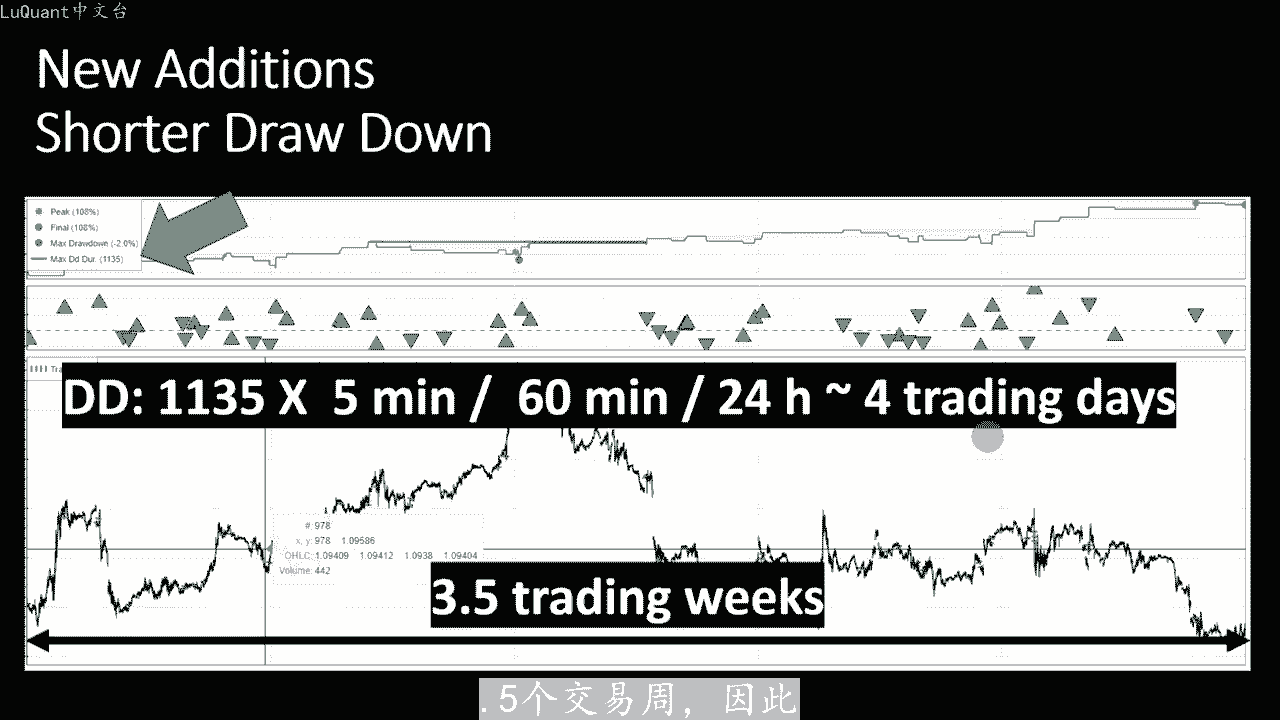 LuQuant中文台
New Additions
Shorter Draw Down
Peak (108%)
Final (108%)
Max Drawdown (-2.0%)
Max Dd Dur. (1135)
DD: 1135 X 5 min / 60 min / 24 h ~ 4 trading days
#: 978
x, y: 978 1.09586
OHLC: 1.09409 1.09412 1.0938 1.09404
Volume: 442
3.5 trading weeks
.5个交易周，因此